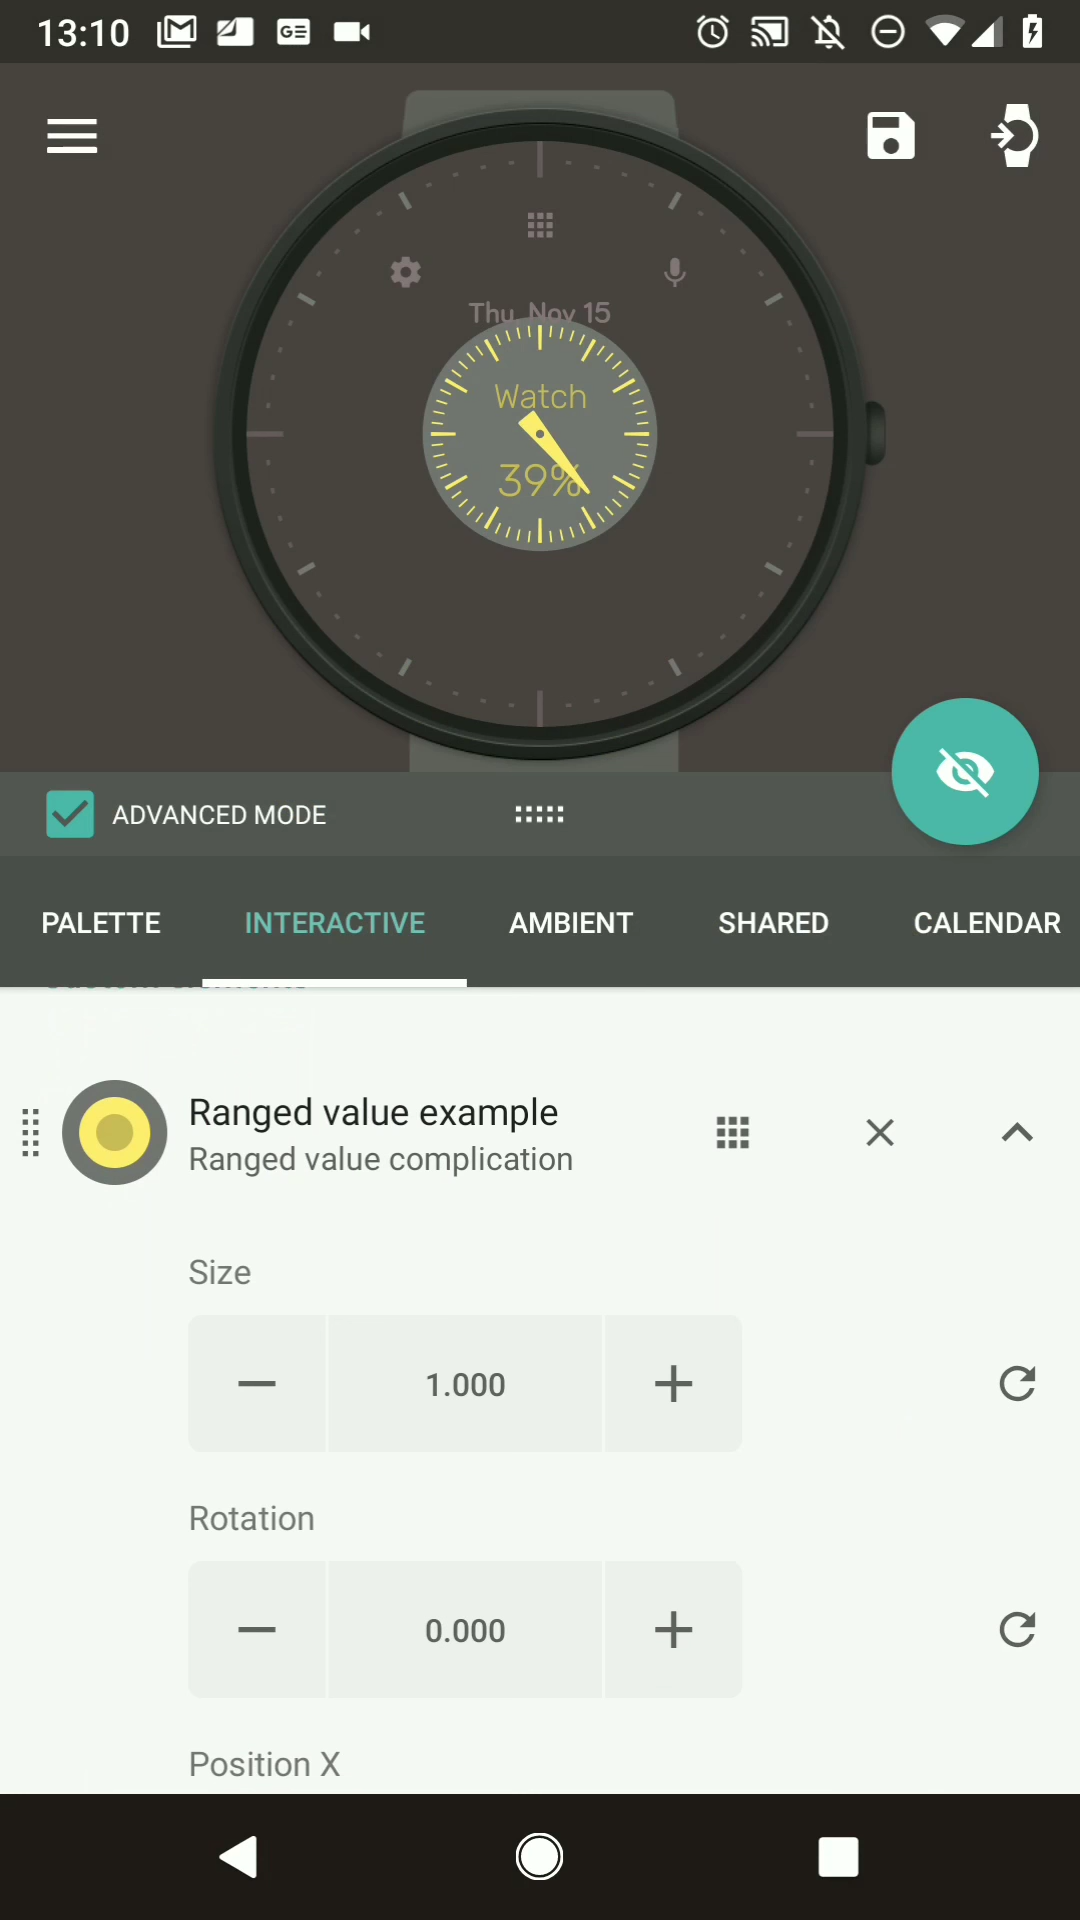 13:10
GE
Thu, Nov 15
Watch
39%
ADVANCED MODE
PALETTE
INTERACTIVE
AMBIENT
SHARED
CALENDAR
Ranged value example
Ranged value complication
Size
1.000
Rotation
0.000
Position X